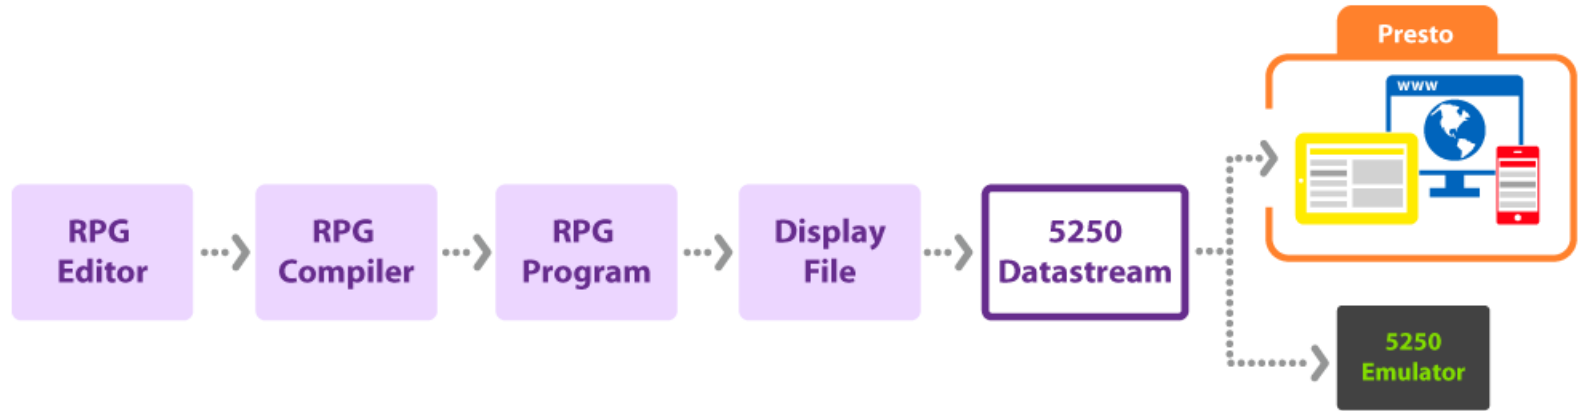 Presto
www
RPG
Editor
RPG
Compiler
RPG
Program
Display
File
5250
Datastream
5250
Emulator